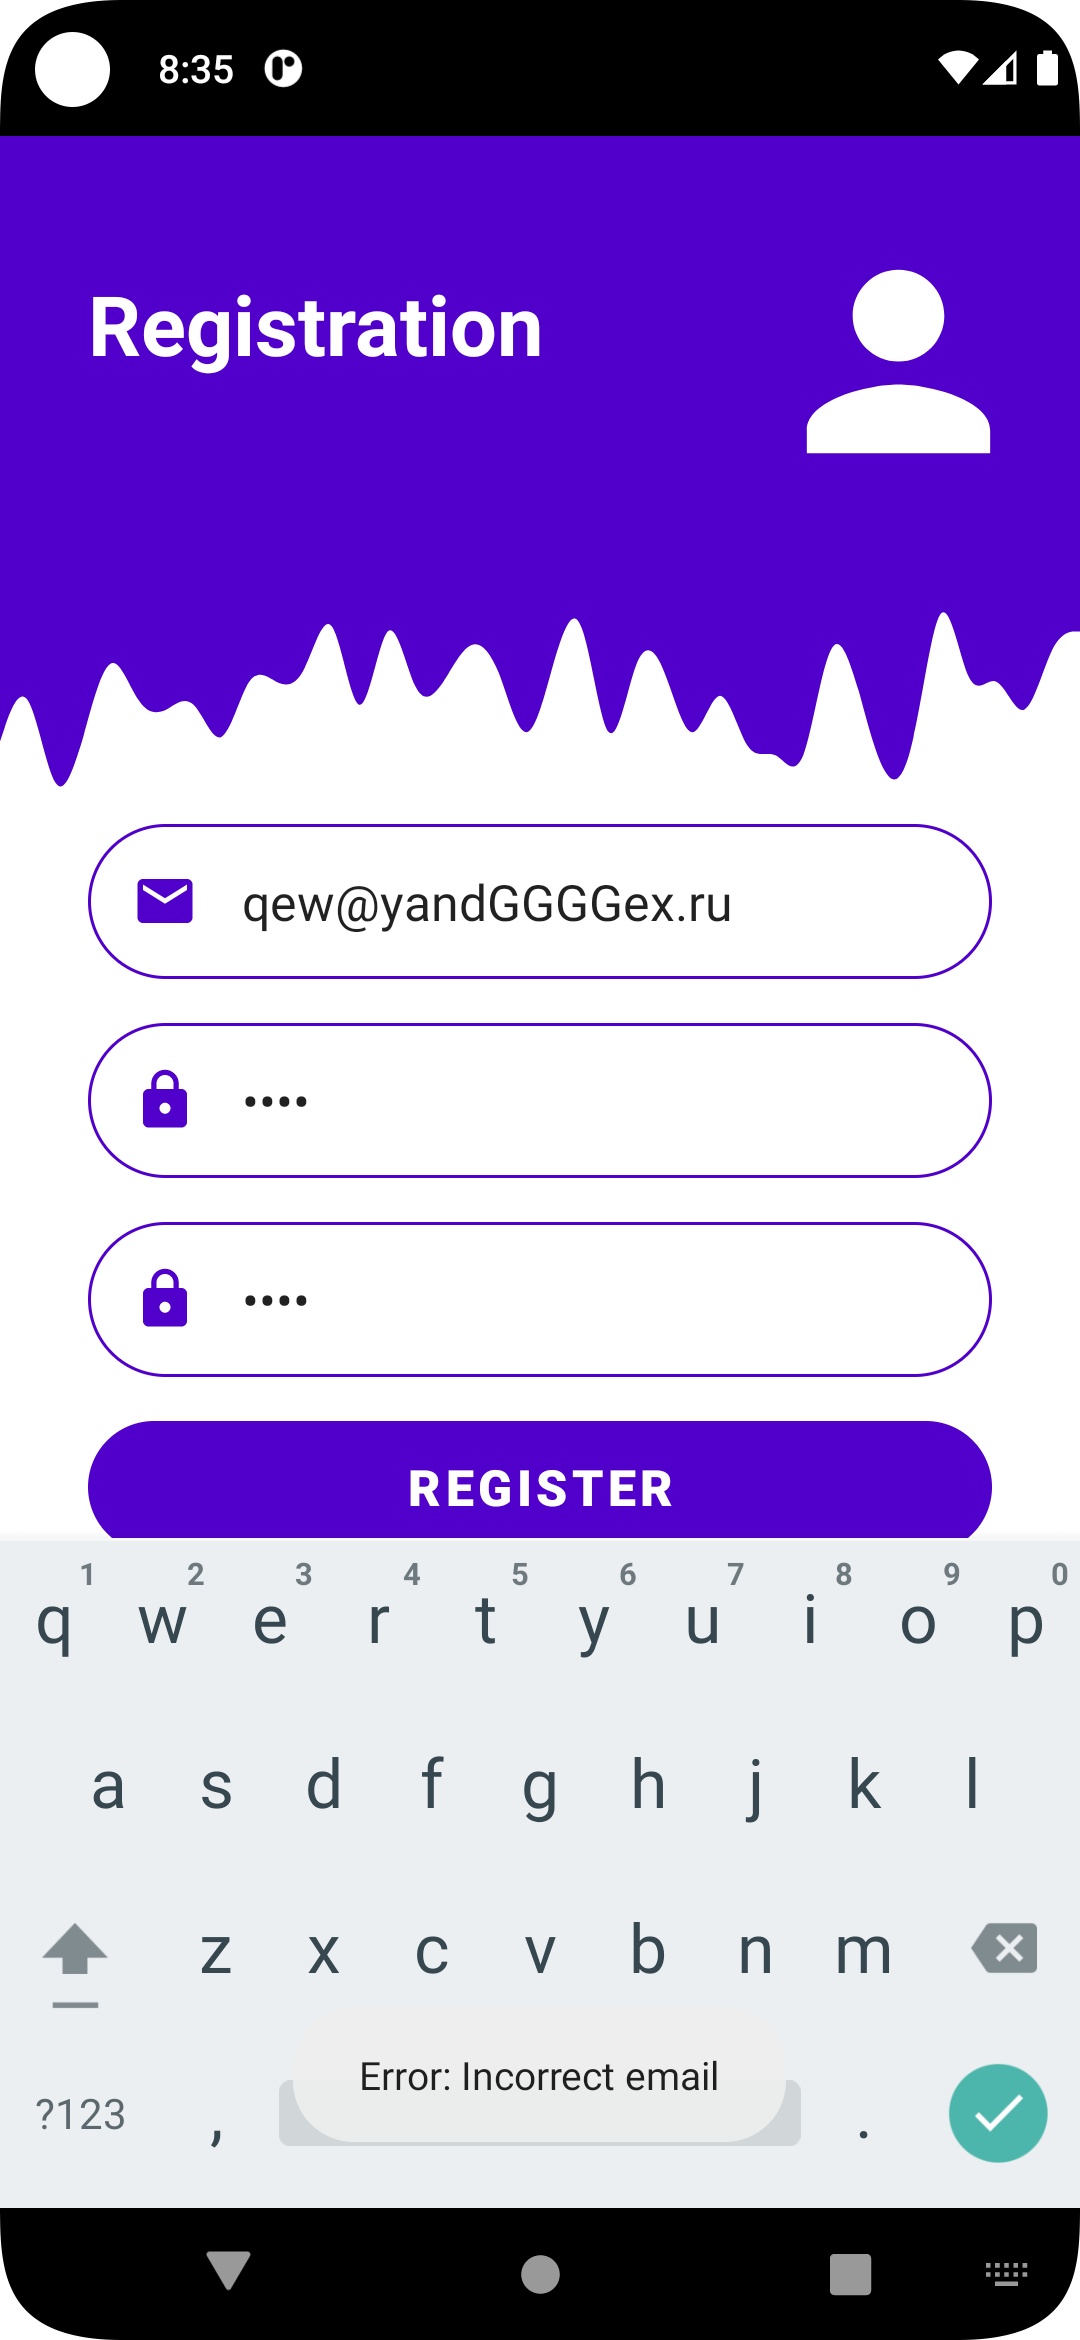 8:35
Registration
qew@yandGGGGex.ru
••••
••••
REGISTER
1 2 3 4 5 6 7 8 9 0
q w e r t y u i o p
a s d f g h j k l
z x c v b n m
Error: Incorrect email
?123 , .